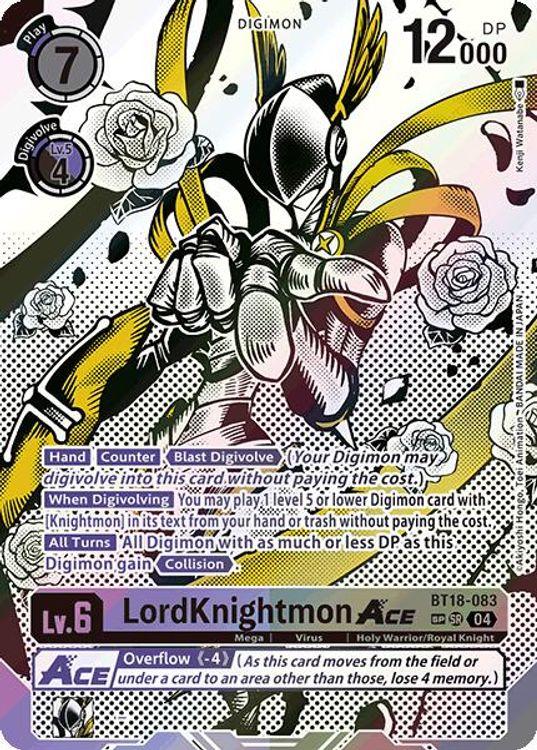 DIGIMON
Play
7
12000
DP
Digivolve
Lv.5
4
Kenji Watanabe
©Akiyoshi Hongo, Toei Animation • BANDAI MADE IN JAPAN
Hand Counter Blast Digivolve (Your Digimon may
digivolve into this card without paying the cost.)
When Digivolving You may play 1 level 5 or lower Digimon card with
[Knightmon] in its text from your hand or trash without paying the cost.
All Turns All Digimon with as much or less DP as this
Digimon gain Collision.
Lv.6 LordKnightmon ACE BT18-083
SP SR 04
Mega | Virus | Holy Warrior/Royal Knight
ACE Overflow《-4》(As this card moves from the field or
under a card to an area other than those, lose 4 memory.)